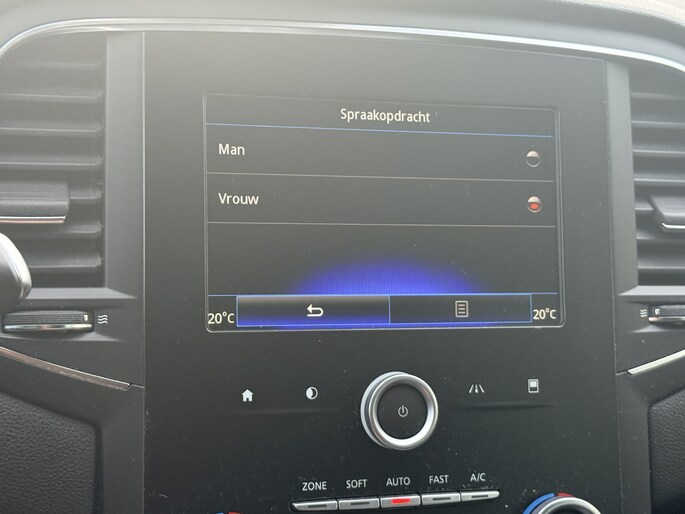 Spraakopdracht
Man
Vrouw
20°C 20°C
ZONE SOFT AUTO FAST A/C